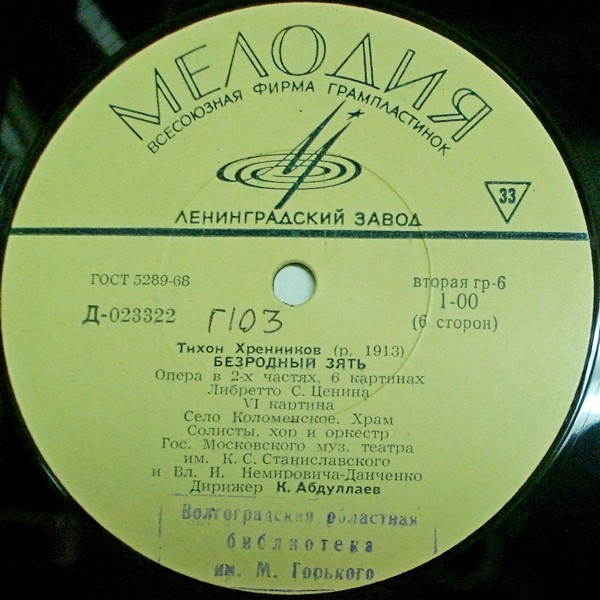 МЕЛОДИЯ
ВСЕСОЮЗНАЯ ФИРМА ГРАМПЛАСТИНОК
33
ЛЕНИНГРАДСКИЙ ЗАВОД
ГОСТ 5289-68
вторая гр-6
Д-023322
Г103
1-00
(6 сторон)
Тихон Хренников (р. 1913)
БЕЗРОДНЫЙ ЗЯТЬ
Опера в 2-х частях, 6 картинах
Либретто С. Ценина
VI картина
Село Коломенское. Храм
Солисты, хор и оркестр
Гос. Московского муз. театра
им. К. С. Станиславского
и Вл. И. Немировича-Данченко
Дирижер К. Абдуллаев
Волгоградская областная
библиотека
им. М. Горького